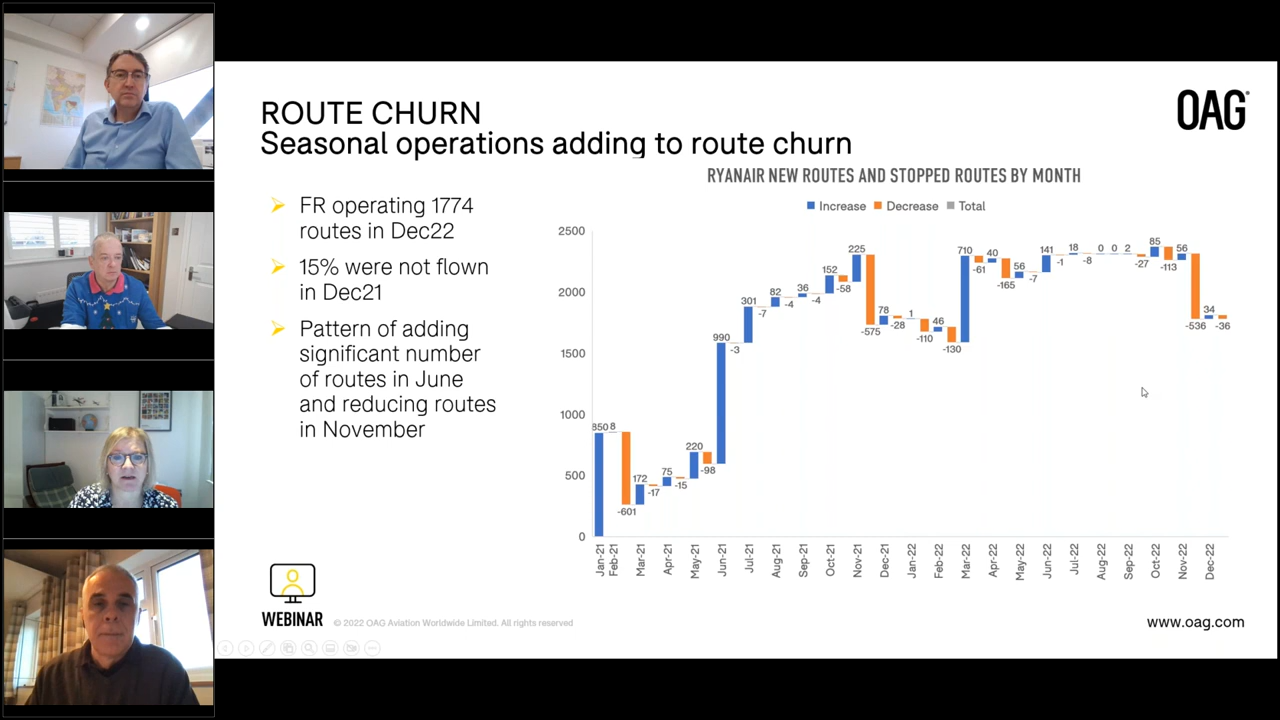 ROUTE CHURN
Seasonal operations adding to route churn
OAG
FR operating 1774
routes in Dec22
15% were not flown
in Dec21
Pattern of adding
significant number
of routes in June
and reducing routes
in November
RYANAIR NEW ROUTES AND STOPPED ROUTES BY MONTH
Increase Decrease Total
2500
2000
1500
1000
500
0
850 8 -601 172 -17 75 -15 220 -98 990 -3 301 -7 82 -4 36 -4 152 -58 225 -575 78 -28 1 -110 46 -130 710 -61 40 -165 56 -7 141 -1 18 -8 0 0 2 -27 85 -113 56 -536 34 -36
Jan-21 Feb-21 Mar-21 Apr-21 May-21 Jun-21 Jul-21 Aug-21 Sep-21 Oct-21 Nov-21 Dec-21 Jan-22 Feb-22 Mar-22 Apr-22 May-22 Jun-22 Jul-22 Aug-22 Sep-22 Oct-22 Nov-22 Dec-22
WEBINAR
© 2022 OAG Aviation Worldwide Limited. All rights reserved
www.oag.com